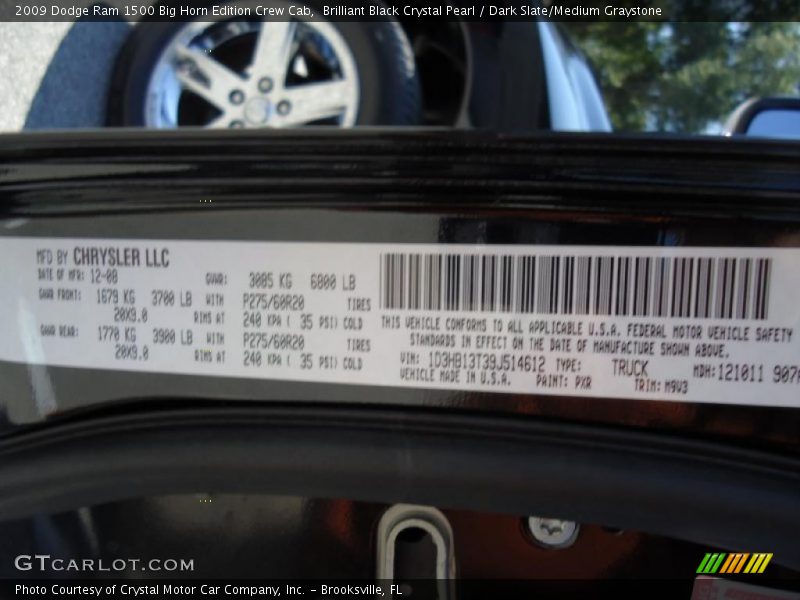 2009 Dodge Ram 1500 Big Horn Edition Crew Cab,  Brilliant Black Crystal Pearl / Dark Slate/Medium Graystone
MFD BY CHRYSLER LLC
DATE OF MFR: 12-08 GVWR: 3085 KG 6800 LB
GAWR FRONT: 1679 KG 3700 LB WITH P275/60R20 TIRES
20X9.0 RIMS AT 240 KPA ( 35 PSI) COLD
GAWR REAR: 1770 KG 3900 LB WITH P275/60R20 TIRES
20X9.0 RIMS AT 240 KPA ( 35 PSI) COLD
THIS VEHICLE CONFORMS TO ALL APPLICABLE U.S.A. FEDERAL MOTOR VEHICLE SAFETY
STANDARDS IN EFFECT ON THE DATE OF MANUFACTURE SHOWN ABOVE.
VIN: 1D3HB13T39J514612 TYPE: TRUCK MDH: 121011 907
VEHICLE MADE IN U.S.A. PAINT: PXR TRIM: M9V3
GTCARLOT.COM
Photo Courtesy of Crystal Motor Car Company, Inc. – Brooksville, FL